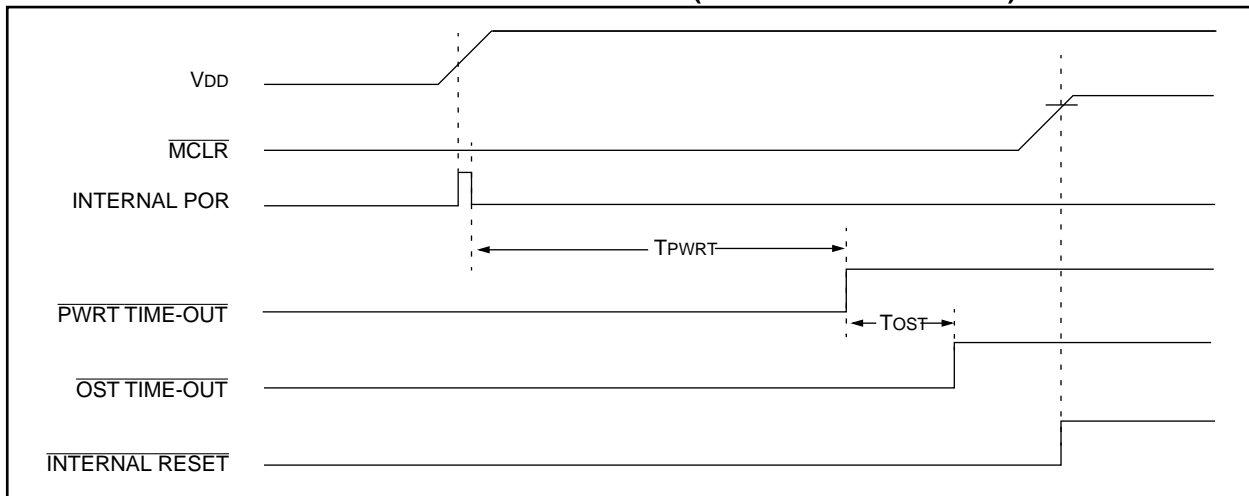 VDD
MCLR
INTERNAL POR
TPWRT
PWRT TIME-OUT
TOST
OST TIME-OUT
INTERNAL RESET